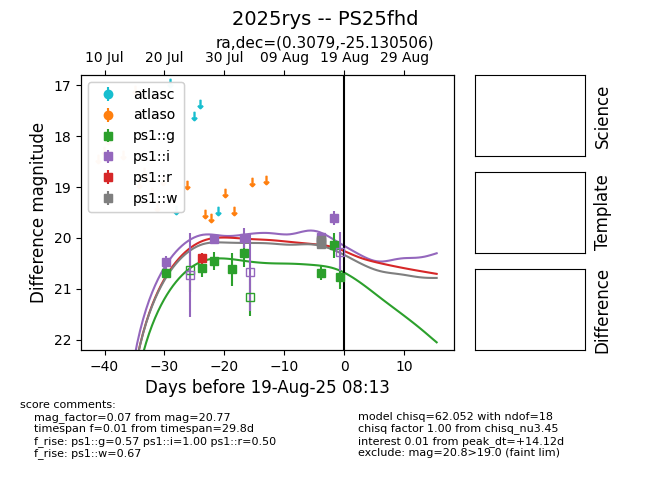 2025rys -- PS25fhd
ra,dec=(0.3079,-25.130506)
10 Jul 20 Jul 30 Jul 09 Aug 19 Aug 29 Aug
17
18
19
20
21
22
Difference magnitude
atlasc
atlaso
ps1::g
ps1::i
ps1::r
ps1::w
−40 −30 −20 −10 0 10
Days before 19-Aug-25 08:13
Science
Template
Difference
score comments:
mag_factor=0.07 from mag=20.77
timespan f=0.01 from timespan=29.8d
f_rise: ps1::g=0.57 ps1::i=1.00 ps1::r=0.50
f_rise: ps1::w=0.67
model chisq=62.052 with ndof=18
chisq factor 1.00 from chisq_nu3.45
interest 0.01 from peak_dt=+14.12d
exclude: mag=20.8>19.0 (faint lim)